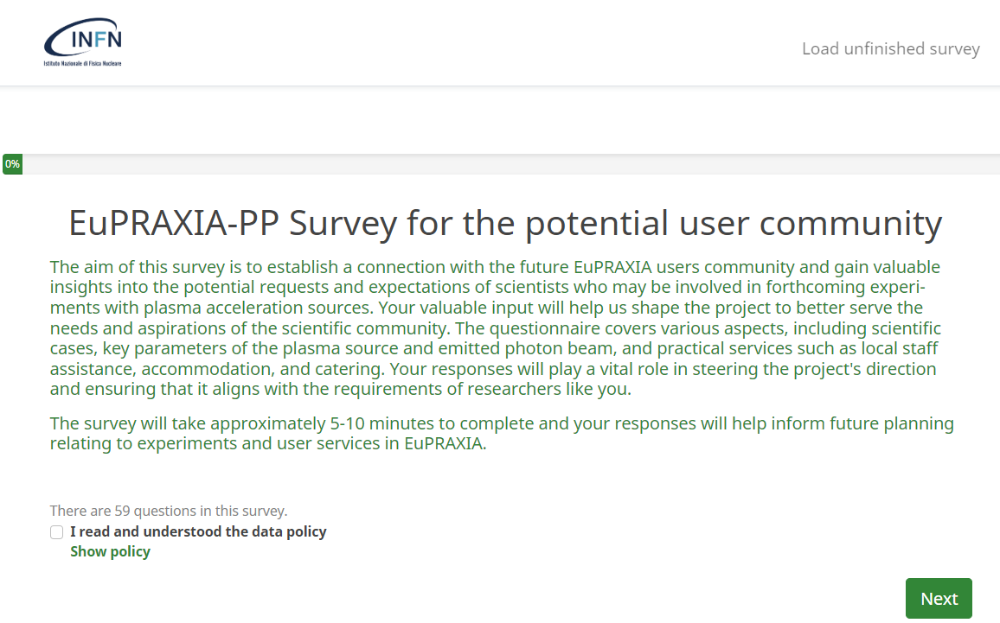 INFN
Istituto Nazionale di Fisica Nucleare
Load unfinished survey
0%
EuPRAXIA-PP Survey for the potential user community
The aim of this survey is to establish a connection with the future EuPRAXIA users community and gain valuable
insights into the potential requests and expectations of scientists who may be involved in forthcoming experi-
ments with plasma acceleration sources. Your valuable input will help us shape the project to better serve the
needs and aspirations of the scientific community. The questionnaire covers various aspects, including scientific
cases, key parameters of the plasma source and emitted photon beam, and practical services such as local staff
assistance, accommodation, and catering. Your responses will play a vital role in steering the project's direction
and ensuring that it aligns with the requirements of researchers like you.
The survey will take approximately 5-10 minutes to complete and your responses will help inform future planning
relating to experiments and user services in EuPRAXIA.
There are 59 questions in this survey.
I read and understood the data policy
Show policy
Next